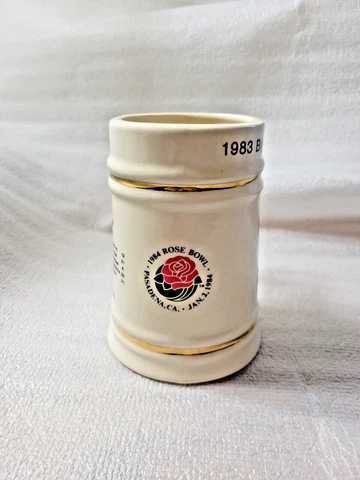 1983 B
· 1984 ROSE BOWL ·
PASADENA, CA. · JAN. 2, 1984